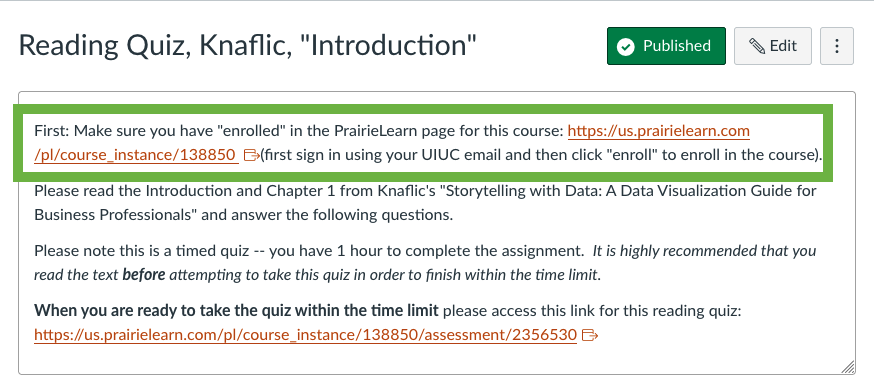 Reading Quiz, Knaflic, "Introduction"
Published
Edit
First: Make sure you have "enrolled" in the PrairieLearn page for this course: https://us.prairielearn.com
/pl/course_instance/138850 (first sign in using your UIUC email and then click "enroll" to enroll in the course).
Please read the Introduction and Chapter 1 from Knaflic's "Storytelling with Data: A Data Visualization Guide for
Business Professionals" and answer the following questions.
Please note this is a timed quiz -- you have 1 hour to complete the assignment.  It is highly recommended that you
read the text before attempting to take this quiz in order to finish within the time limit.
When you are ready to take the quiz within the time limit please access this link for this reading quiz:
https://us.prairielearn.com/pl/course_instance/138850/assessment/2356530